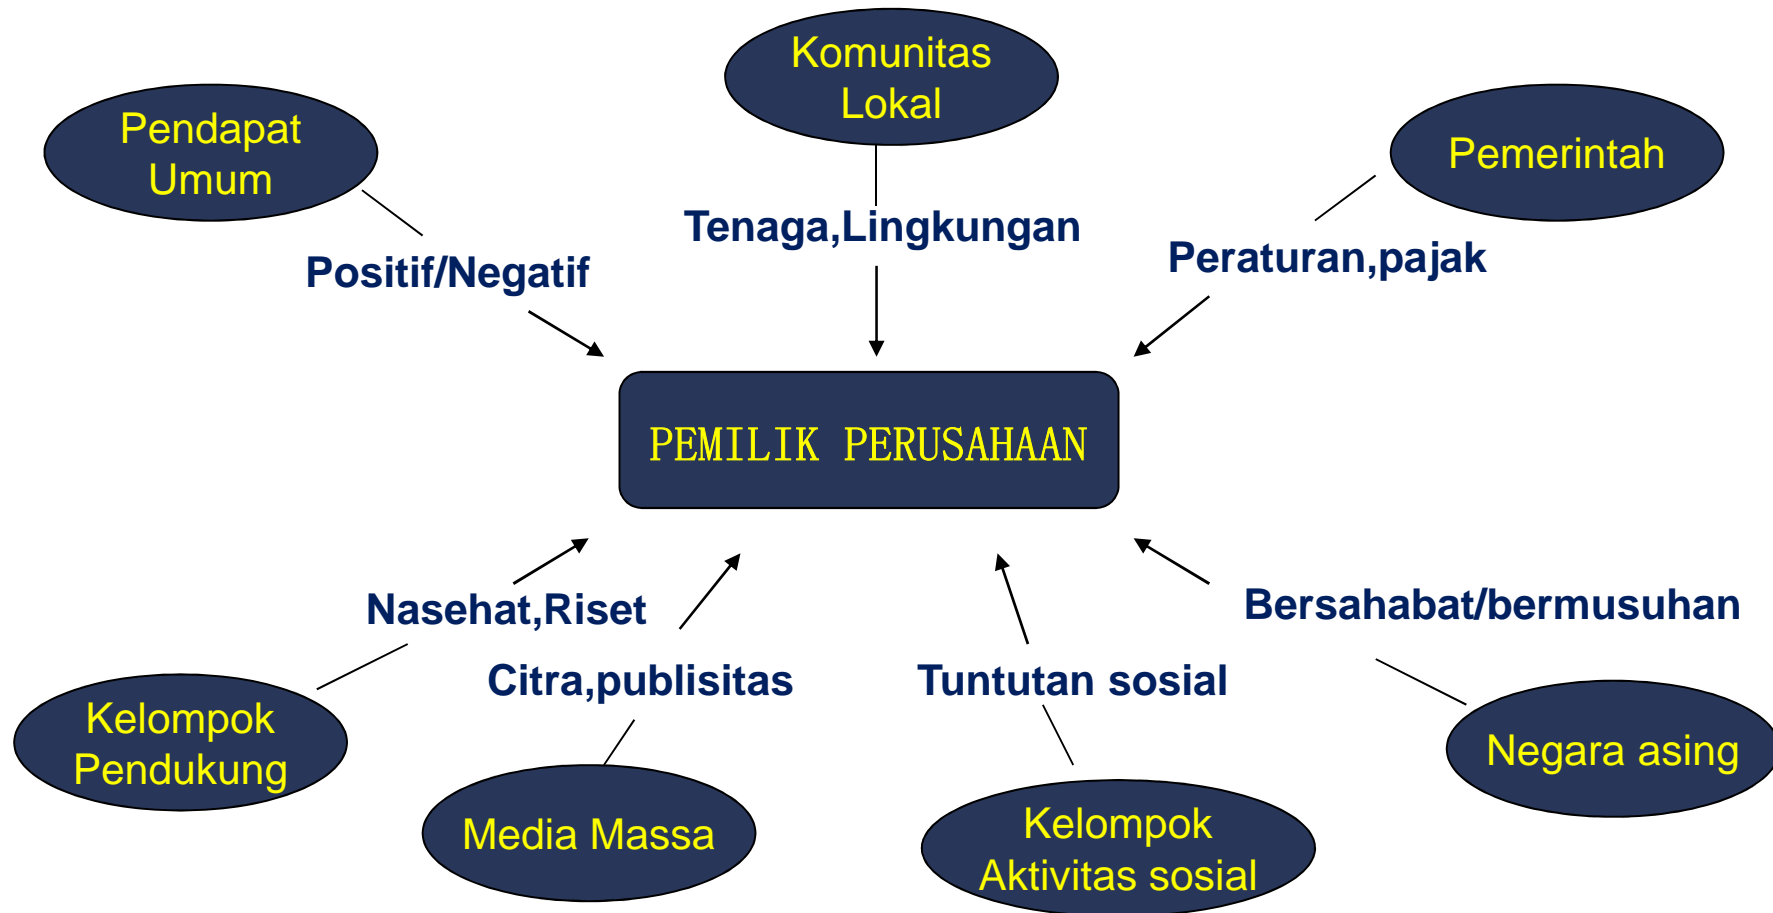 Komunitas
Lokal
Pendapat
Umum
Pemerintah
Tenaga,Lingkungan
Positif/Negatif
Peraturan,pajak
PEMILIK PERUSAHAAN
Nasehat,Riset
Bersahabat/bermusuhan
Citra,publisitas
Tuntutan sosial
Kelompok
Pendukung
Negara asing
Media Massa
Kelompok
Aktivitas sosial